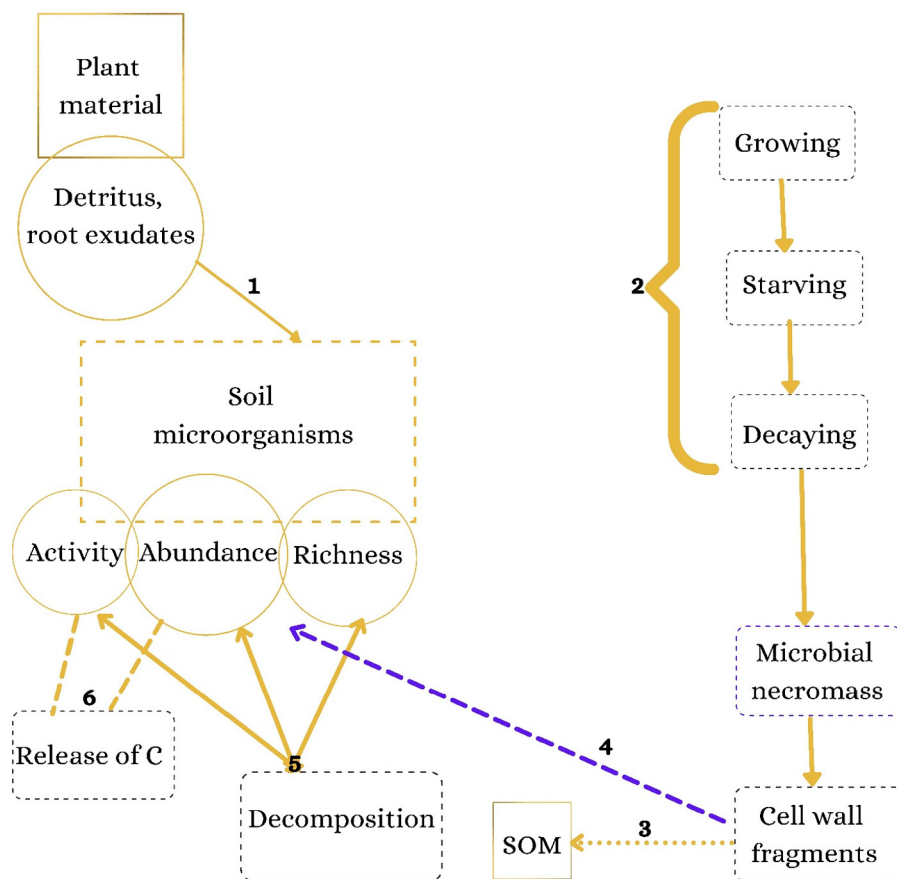 Plant
material
Detritus,
root exudates
1
Soil
microorganisms
Activity
Abundance
Richness
6
Release of C
5
Decomposition
2
Growing
Starving
Decaying
Microbial
necromass
4
3
SOM
Cell wall
fragments